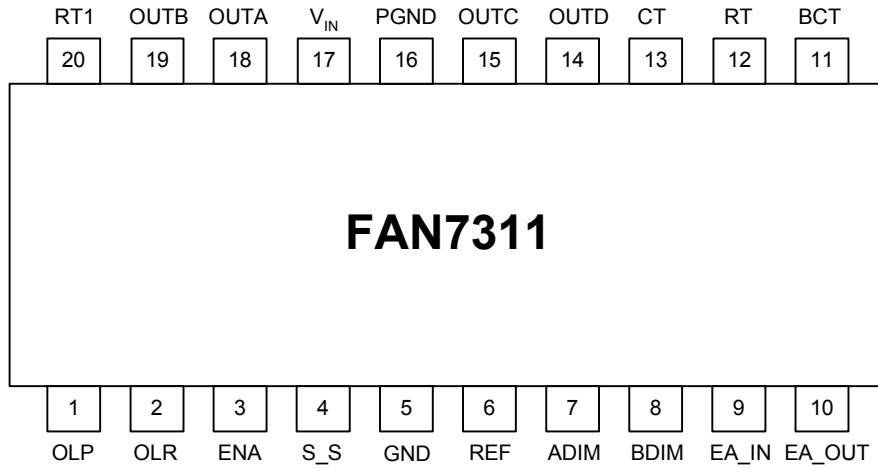 RT1 OUTB OUTA VIN PGND OUTC OUTD CT RT BCT
20 19 18 17 16 15 14 13 12 11
FAN7311
1 2 3 4 5 6 7 8 9 10
OLP OLR ENA S_S GND REF ADIM BDIM EA_IN EA_OUT